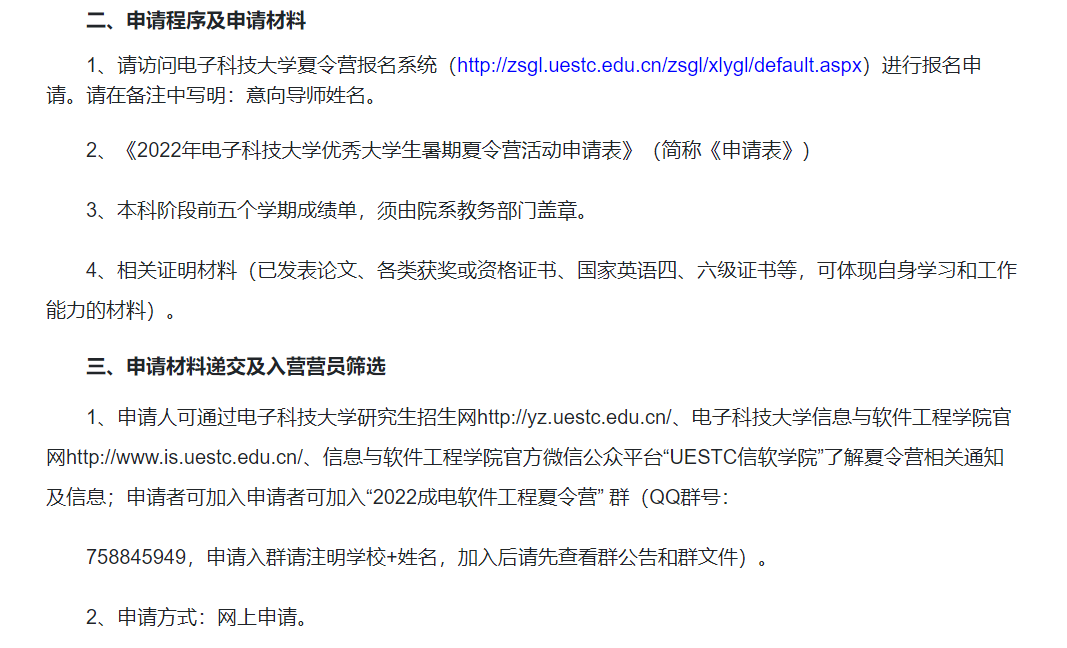 二、申请程序及申请材料
1、请访问电子科技大学夏令营报名系统（http://zsgl.uestc.edu.cn/zsgl/xlygl/default.aspx）进行报名申
请。请在备注中写明：意向导师姓名。
2、《2022年电子科技大学优秀大学生暑期夏令营活动申请表》（简称《申请表》）
3、本科阶段前五个学期成绩单，须由院系教务部门盖章。
4、相关证明材料（已发表论文、各类获奖或资格证书、国家英语四、六级证书等，可体现自身学习和工作
能力的材料）。
三、申请材料递交及入营营员筛选
1、申请人可通过电子科技大学研究生招生网http://yz.uestc.edu.cn/、电子科技大学信息与软件工程学院官
网http://www.is.uestc.edu.cn/、信息与软件工程学院官方微信公众平台“UESTC信软学院”了解夏令营相关通知
及信息；申请者可加入申请者可加入“2022成电软件工程夏令营” 群（QQ群号：
758845949，申请入群请注明学校+姓名，加入后请先查看群公告和群文件）。
2、申请方式：网上申请。